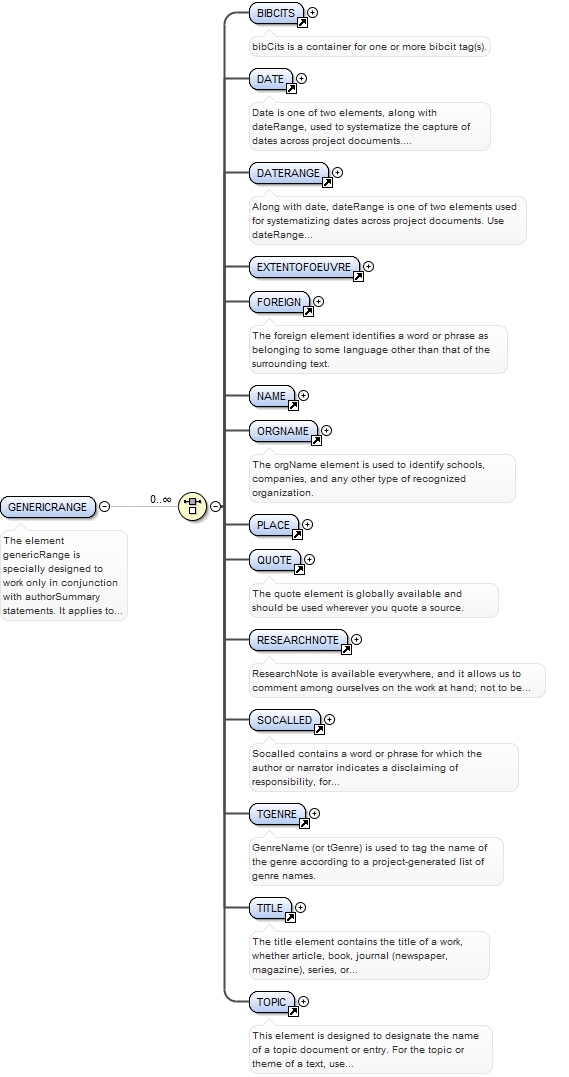 BIBCITS
bibCits is a container for one or more bibcit tag(s).
DATE
Date is one of two elements, along with
dateRange, used to systematize the capture of
dates across project documents....
DATERANGE
Along with date, dateRange is one of two elements used
for systematizing dates across project documents. Use
dateRange...
EXTENTOFOEUVRE
FOREIGN
The foreign element identifies a word or phrase as
belonging to some language other than that of the
surrounding text.
NAME
ORGNAME
The orgName element is used to identify schools,
companies, and any other type of recognized
organization.
GENERICRANGE
0..∞
The element
genericRange is
specially designed to
work only in conjunction
with authorSummary
statements. It applies to...
PLACE
QUOTE
The quote element is globally available and
should be used wherever you quote a source.
RESEARCHNOTE
ResearchNote is available everywhere, and it allows us to
comment among ourselves on the work at hand; not to be...
SOCALLED
Socalled contains a word or phrase for which the
author or narrator indicates a disclaiming of
responsibility, for...
TGENRE
GenreName (or tGenre) is used to tag the name of
the genre according to a project-generated list of
genre names.
TITLE
The title element contains the title of a work,
whether article, book, journal (newspaper,
magazine), series, or...
TOPIC
This element is designed to designate the name
of a topic document or entry. For the topic or
theme of a text, use...